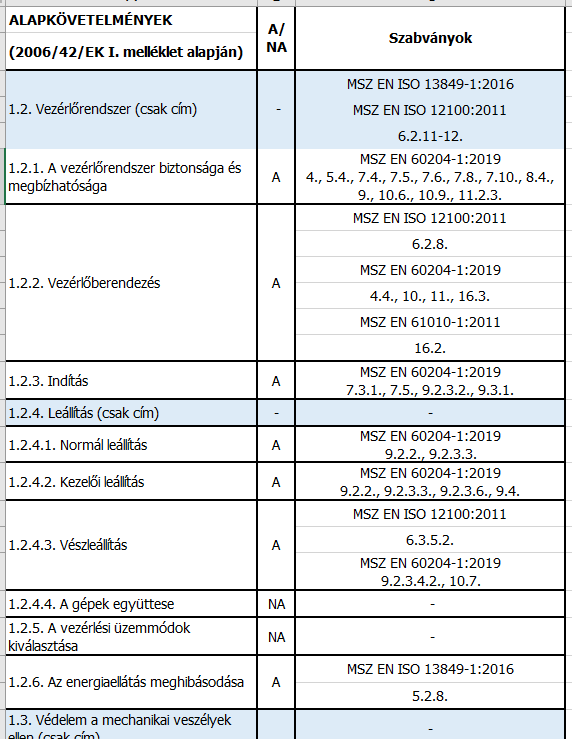 ALAPKÖVETELMÉNYEK
(2006/42/EK I. melléklet alapján)
A/
NA
Szabványok
1.2. Vezérlőrendszer (csak cím)
-
MSZ EN ISO 13849-1:2016
MSZ EN ISO 12100:2011
6.2.11-12.
1.2.1. A vezérlőrendszer biztonsága és
megbízhatósága
A
MSZ EN 60204-1:2019
4., 5.4., 7.4., 7.5., 7.6., 7.8., 7.10., 8.4.,
9., 10.6., 10.9., 11.2.3.
1.2.2. Vezérlőberendezés
A
MSZ EN ISO 12100:2011
6.2.8.
MSZ EN 60204-1:2019
4.4., 10., 11., 16.3.
MSZ EN 61010-1:2011
16.2.
1.2.3. Indítás
A
MSZ EN 60204-1:2019
7.3.1., 7.5., 9.2.3.2., 9.3.1.
1.2.4. Leállítás (csak cím)
-
-
1.2.4.1. Normál leállítás
A
MSZ EN 60204-1:2019
9.2.2., 9.2.3.3.
1.2.4.2. Kezelői leállítás
A
MSZ EN 60204-1:2019
9.2.2., 9.2.3.3., 9.2.3.6., 9.4.
1.2.4.3. Vészleállítás
A
MSZ EN ISO 12100:2011
6.3.5.2.
MSZ EN 60204-1:2019
9.2.3.4.2., 10.7.
1.2.4.4. A gépek együttese
NA
-
1.2.5. A vezérlési üzemmódok
kiválasztása
NA
-
1.2.6. Az energiaellátás meghibásodása
A
MSZ EN ISO 13849-1:2016
5.2.8.
1.3. Védelem a mechanikai veszélyek
ellen (csak cím)
-